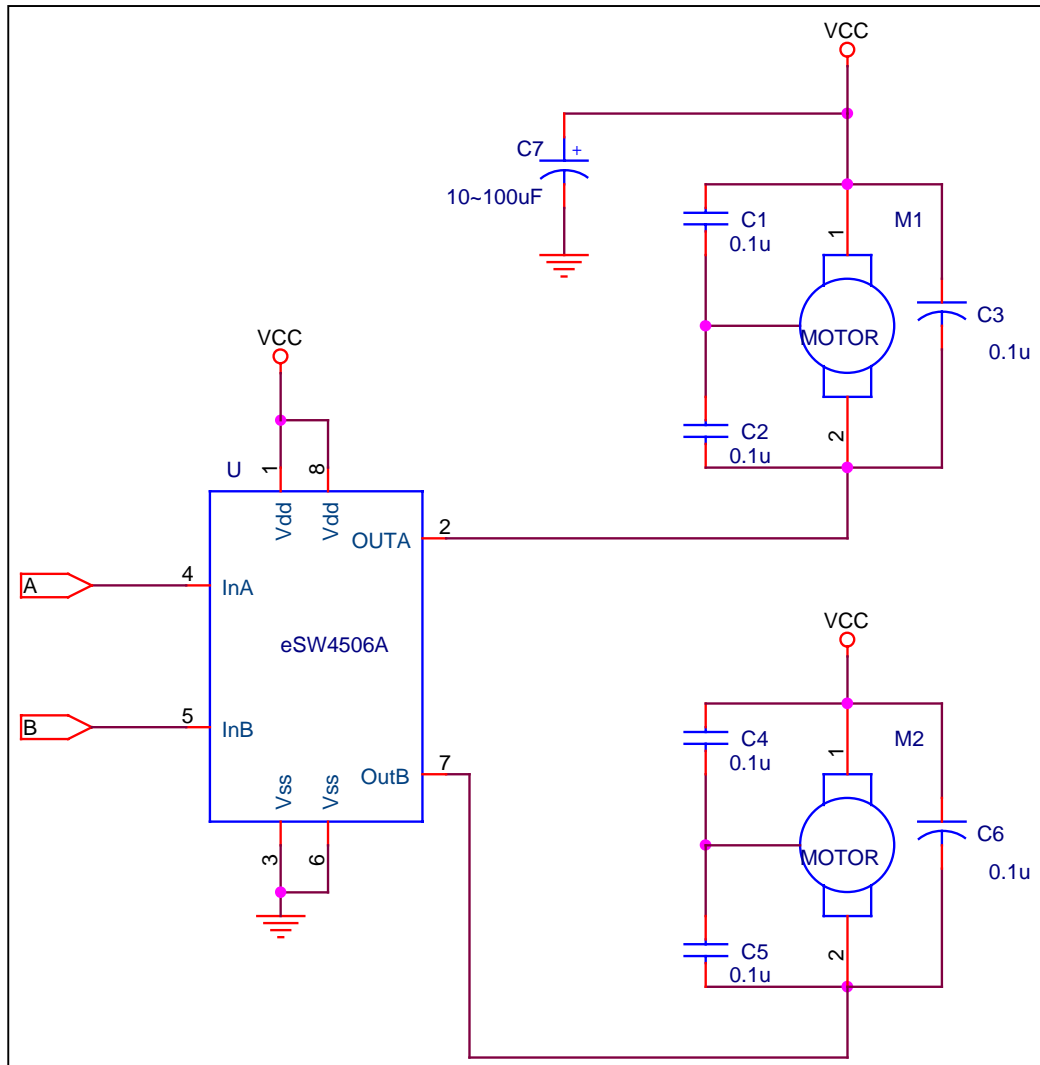 VCC
C7
+
10~100uF
C1
0.1u
1
M1
MOTOR
C3
0.1u
C2
0.1u
2
VCC
U
1
8
Vdd
Vdd
OUTA
2
A
4
InA
eSW4506A
B
5
InB
OutB
7
Vss
Vss
3
6
VCC
C4
0.1u
1
M2
MOTOR
C6
0.1u
C5
0.1u
2